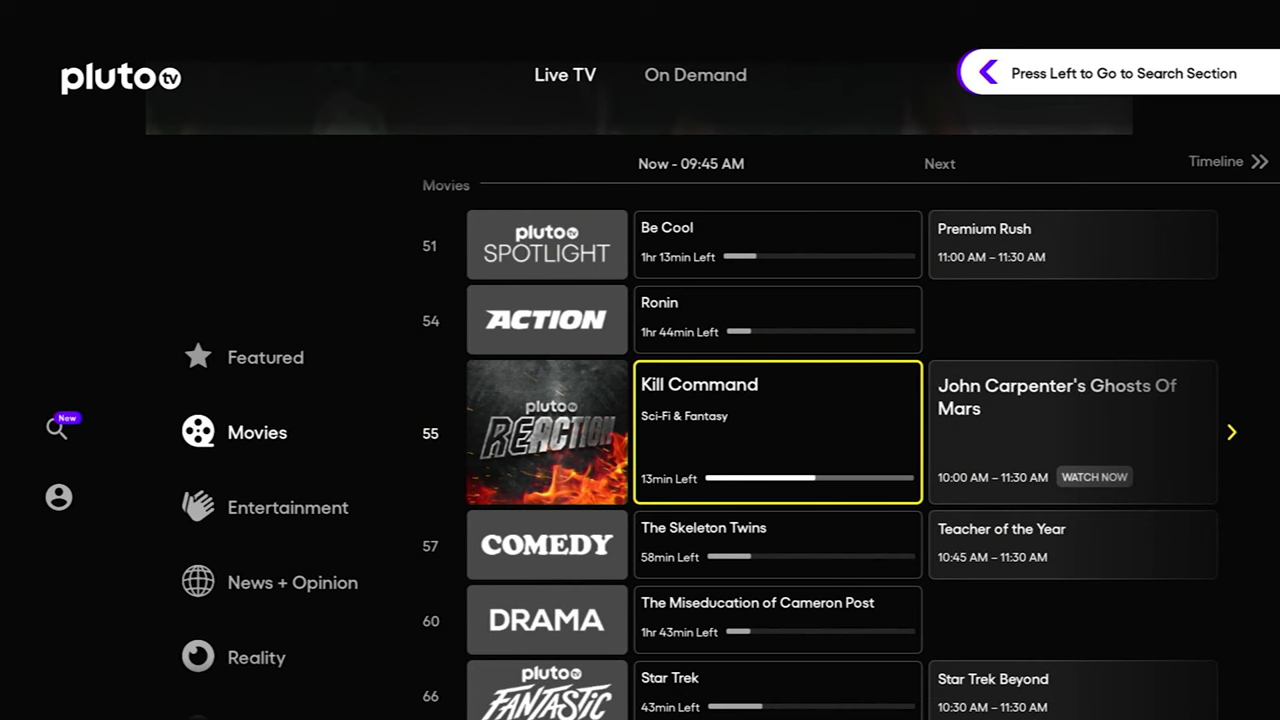 pluto tv
Live TV
On Demand
Press Left to Go to Search Section
Now - 09:45 AM
Next
Timeline
Movies
51
pluto tv
SPOTLIGHT
Be Cool
1hr 13min Left
Premium Rush
11:00 AM – 11:30 AM
54
ACTION
Ronin
1hr 44min Left
Featured
New
Movies
55
pluto tv
REACTION
Kill Command
Sci-Fi & Fantasy
13min Left
John Carpenter's Ghosts Of
Mars
10:00 AM – 11:30 AM
WATCH NOW
Entertainment
57
COMEDY
The Skeleton Twins
58min Left
Teacher of the Year
10:45 AM – 11:30 AM
News + Opinion
60
DRAMA
The Miseducation of Cameron Post
1hr 43min Left
Reality
66
pluto tv
FANTASTIC
Star Trek
43min Left
Star Trek Beyond
10:30 AM – 11:30 AM